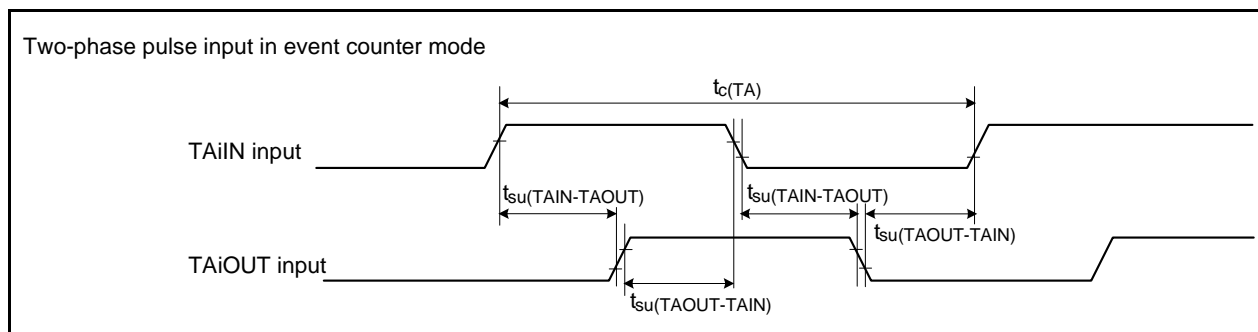 Two-phase pulse input in event counter mode
tc(TA)
TAiIN input
tsu(TAIN-TAOUT)
tsu(TAIN-TAOUT)
tsu(TAOUT-TAIN)
TAiOUT input
tsu(TAOUT-TAIN)